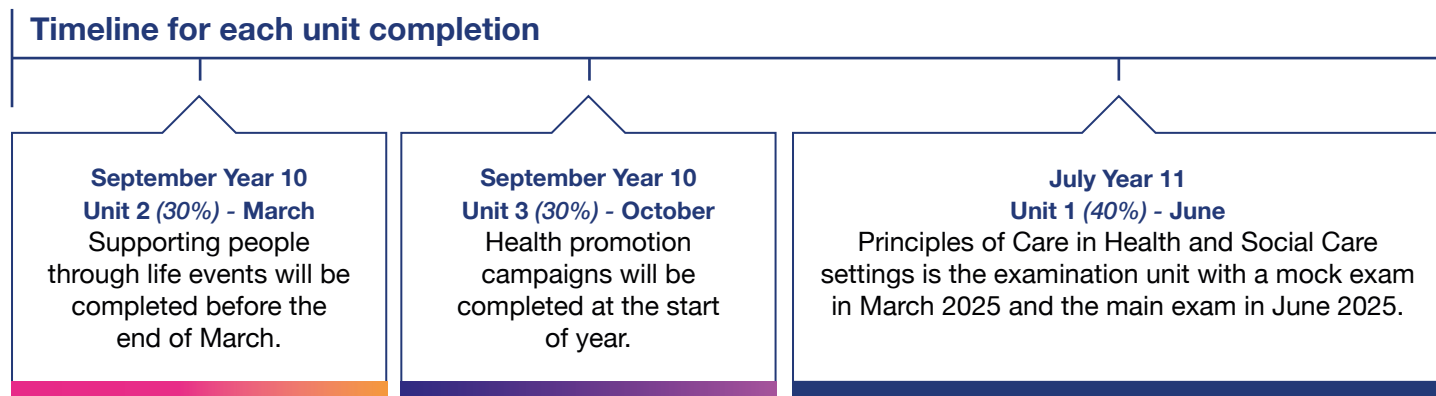 Timeline for each unit completion
September Year 10
Unit 2 (30%) - March
Supporting people
through life events will be
completed before the
end of March.
September Year 10
Unit 3 (30%) - October
Health promotion
campaigns will be
completed at the start
of year.
July Year 11
Unit 1 (40%) - June
Principles of Care in Health and Social Care
settings is the examination unit with a mock exam
in March 2025 and the main exam in June 2025.